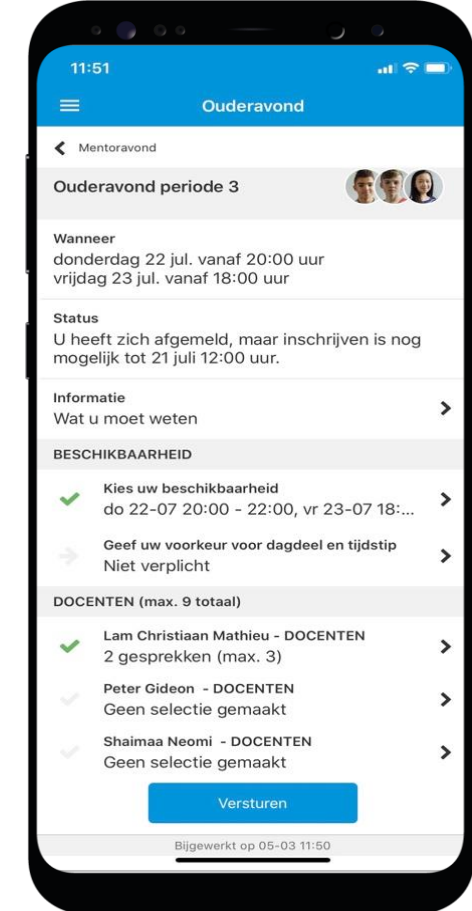 11:51
Ouderavond
Mentoravond
Ouderavond periode 3
Wanneer
donderdag 22 jul. vanaf 20:00 uur
vrijdag 23 jul. vanaf 18:00 uur
Status
U heeft zich afgemeld, maar inschrijven is nog
mogelijk tot 21 juli 12:00 uur.
Informatie
Wat u moet weten
BESCHIKBAARHEID
Kies uw beschikbaarheid
do 22-07 20:00 - 22:00, vr 23-07 18:...
Geef uw voorkeur voor dagdeel en tijdstip
Niet verplicht
DOCENTEN (max. 9 totaal)
Lam Christiaan Mathieu - DOCENTEN
2 gesprekken (max. 3)
Peter Gideon - DOCENTEN
Geen selectie gemaakt
Shaimaa Neomi - DOCENTEN
Geen selectie gemaakt
Versturen
Bijgewerkt op 05-03 11:50